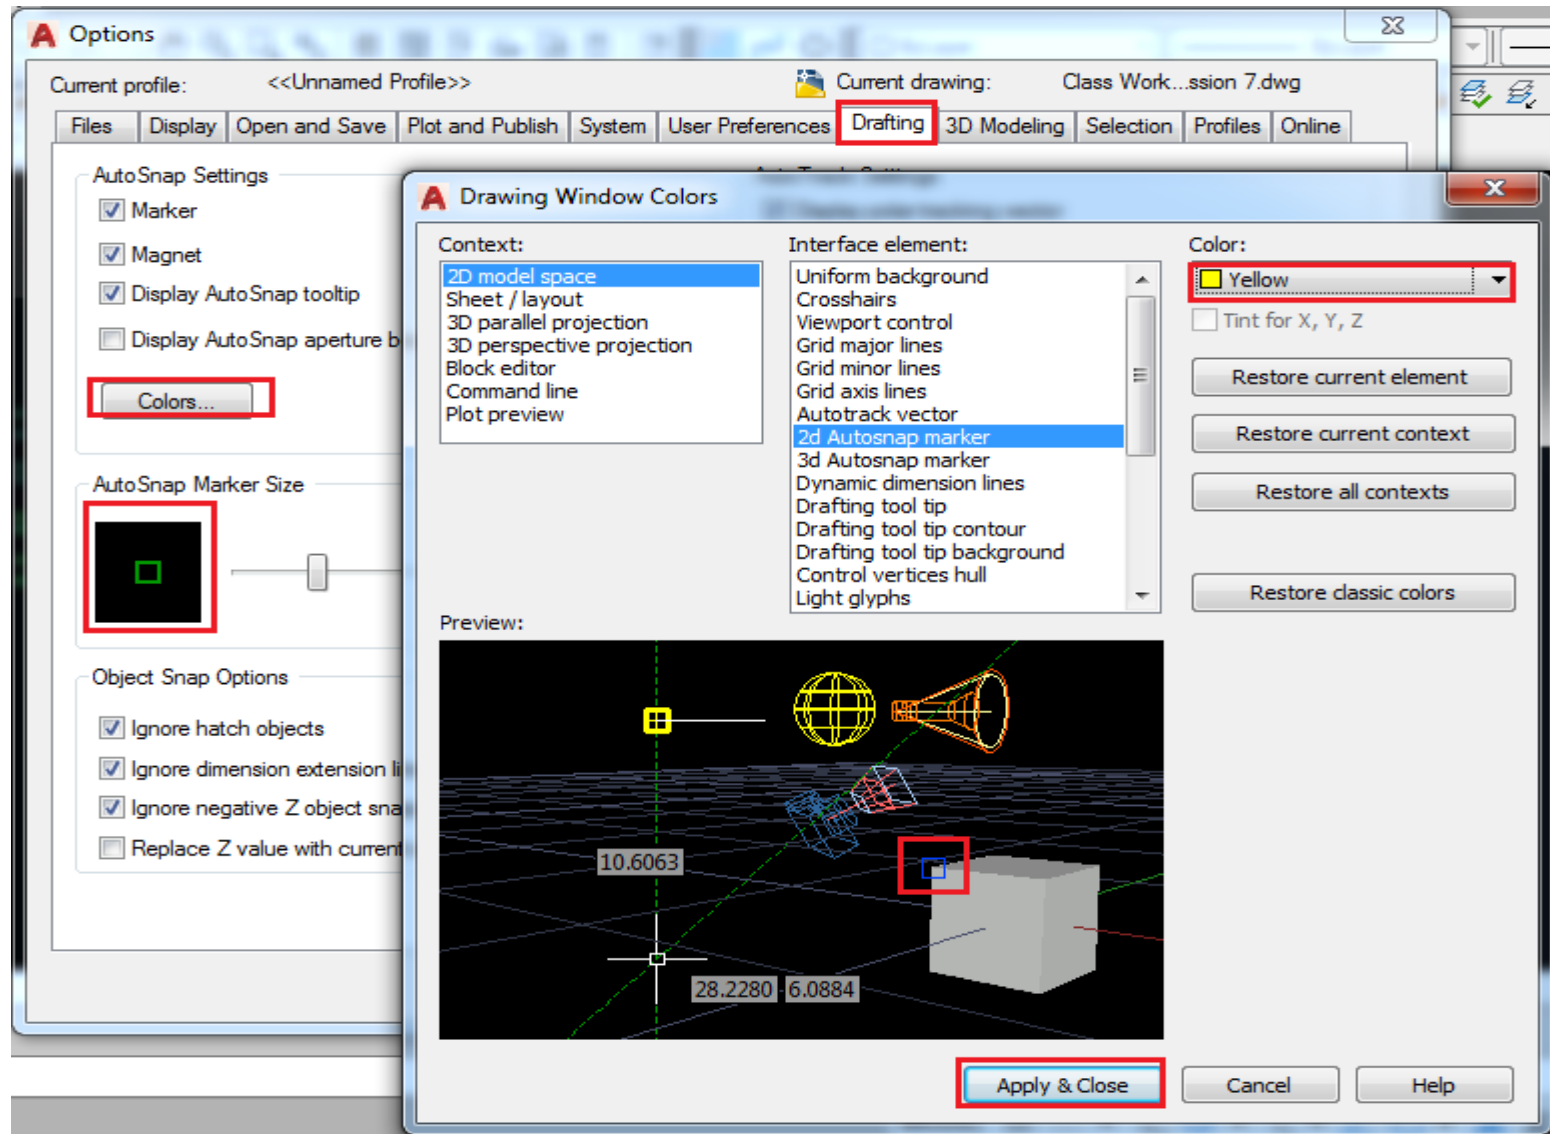 Options
Current profile: <<Unnamed Profile>> Current drawing: Class Work...ssion 7.dwg
Files Display Open and Save Plot and Publish System User Preferences Drafting 3D Modeling Selection Profiles Online
AutoSnap Settings
Marker
Magnet
Display AutoSnap tooltip
Display AutoSnap aperture b
Colors...
AutoSnap Marker Size
Object Snap Options
Ignore hatch objects
Ignore dimension extension li
Ignore negative Z object sna
Replace Z value with current
Drawing Window Colors
Context:
2D model space
Sheet / layout
3D parallel projection
3D perspective projection
Block editor
Command line
Plot preview
Interface element:
Uniform background
Crosshairs
Viewport control
Grid major lines
Grid minor lines
Grid axis lines
Autotrack vector
2d Autosnap marker
3d Autosnap marker
Dynamic dimension lines
Drafting tool tip
Drafting tool tip contour
Drafting tool tip background
Control vertices hull
Light glyphs
Color:
Yellow
Tint for X, Y, Z
Restore current element
Restore current context
Restore all contexts
Restore classic colors
Preview:
10.6063
28.2280 6.0884
Apply & Close Cancel Help